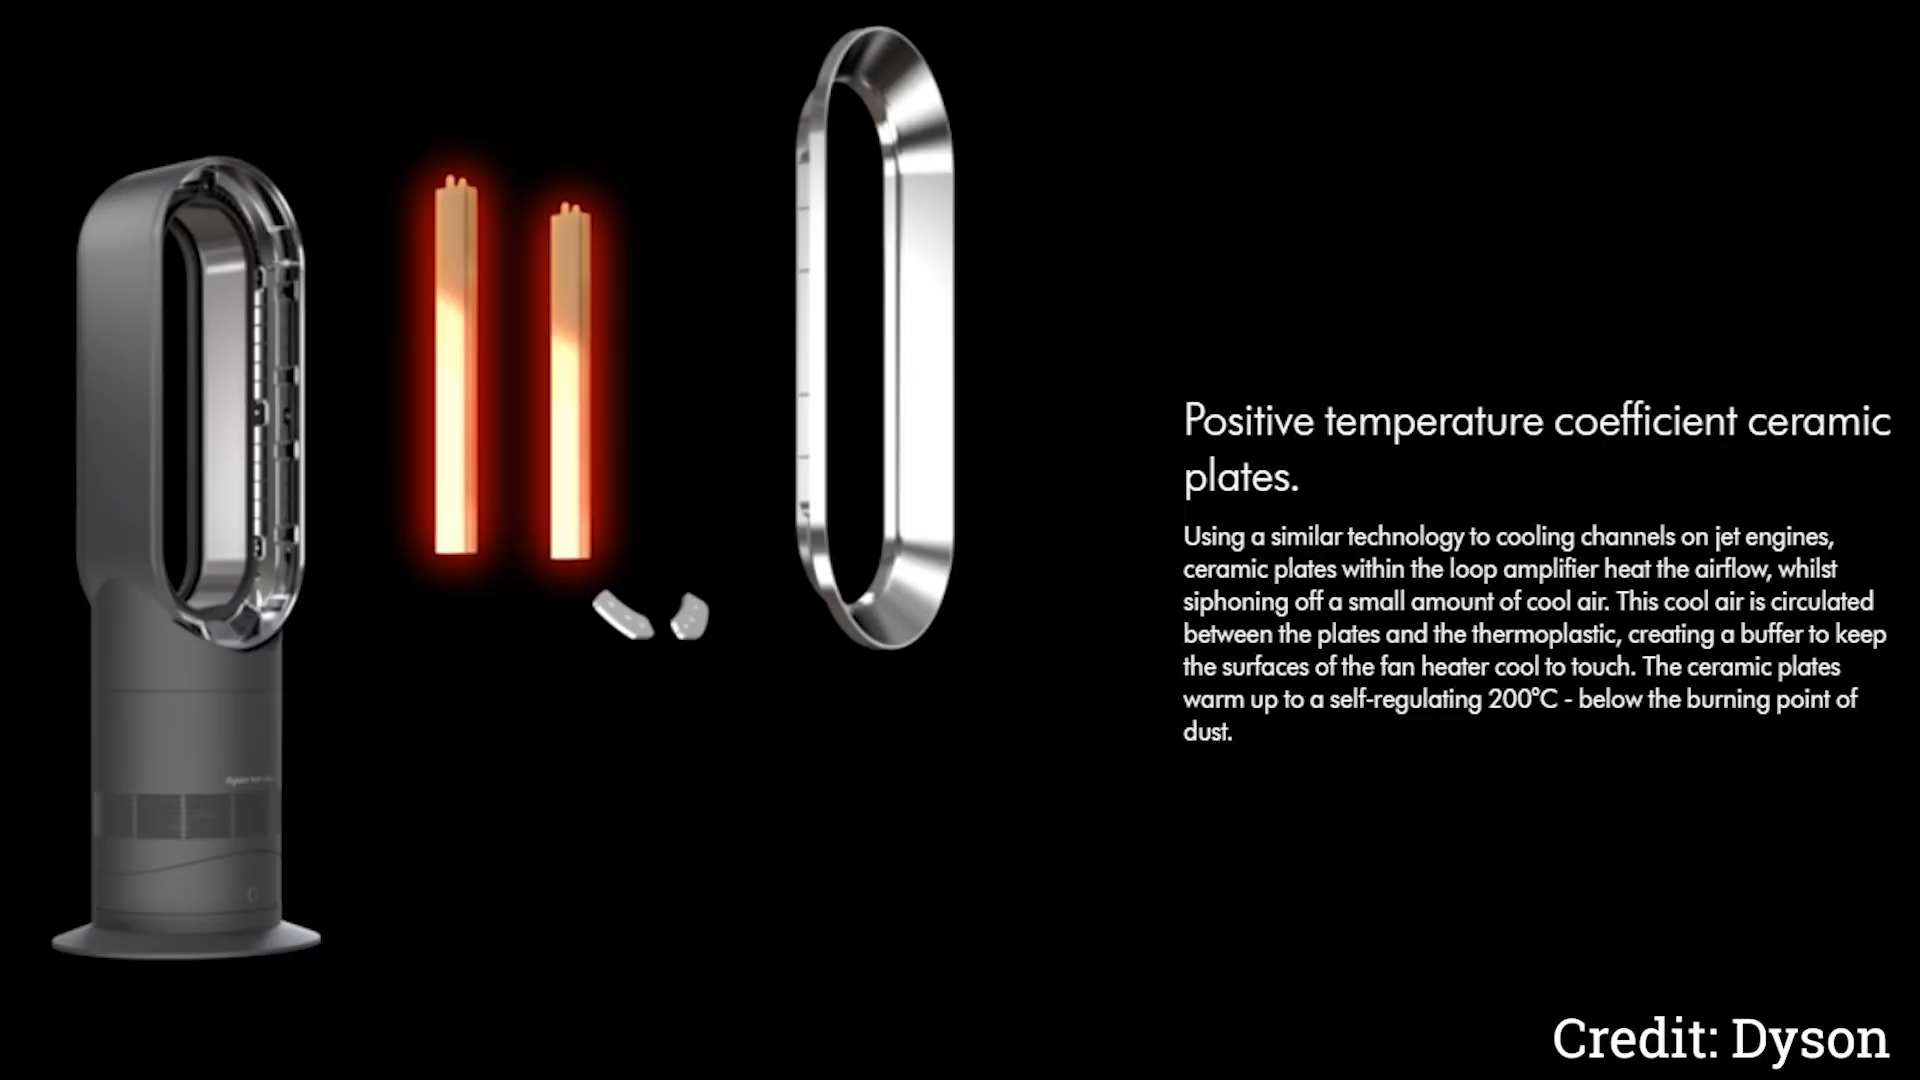 Positive temperature coefficient ceramic
plates.
Using a similar technology to cooling channels on jet engines,
ceramic plates within the loop amplifier heat the airflow, whilst
siphoning off a small amount of cool air. This cool air is circulated
between the plates and the thermoplastic, creating a buffer to keep
the surfaces of the fan heater cool to touch. The ceramic plates
warm up to a self-regulating 200°C - below the burning point of
dust.
Credit: Dyson